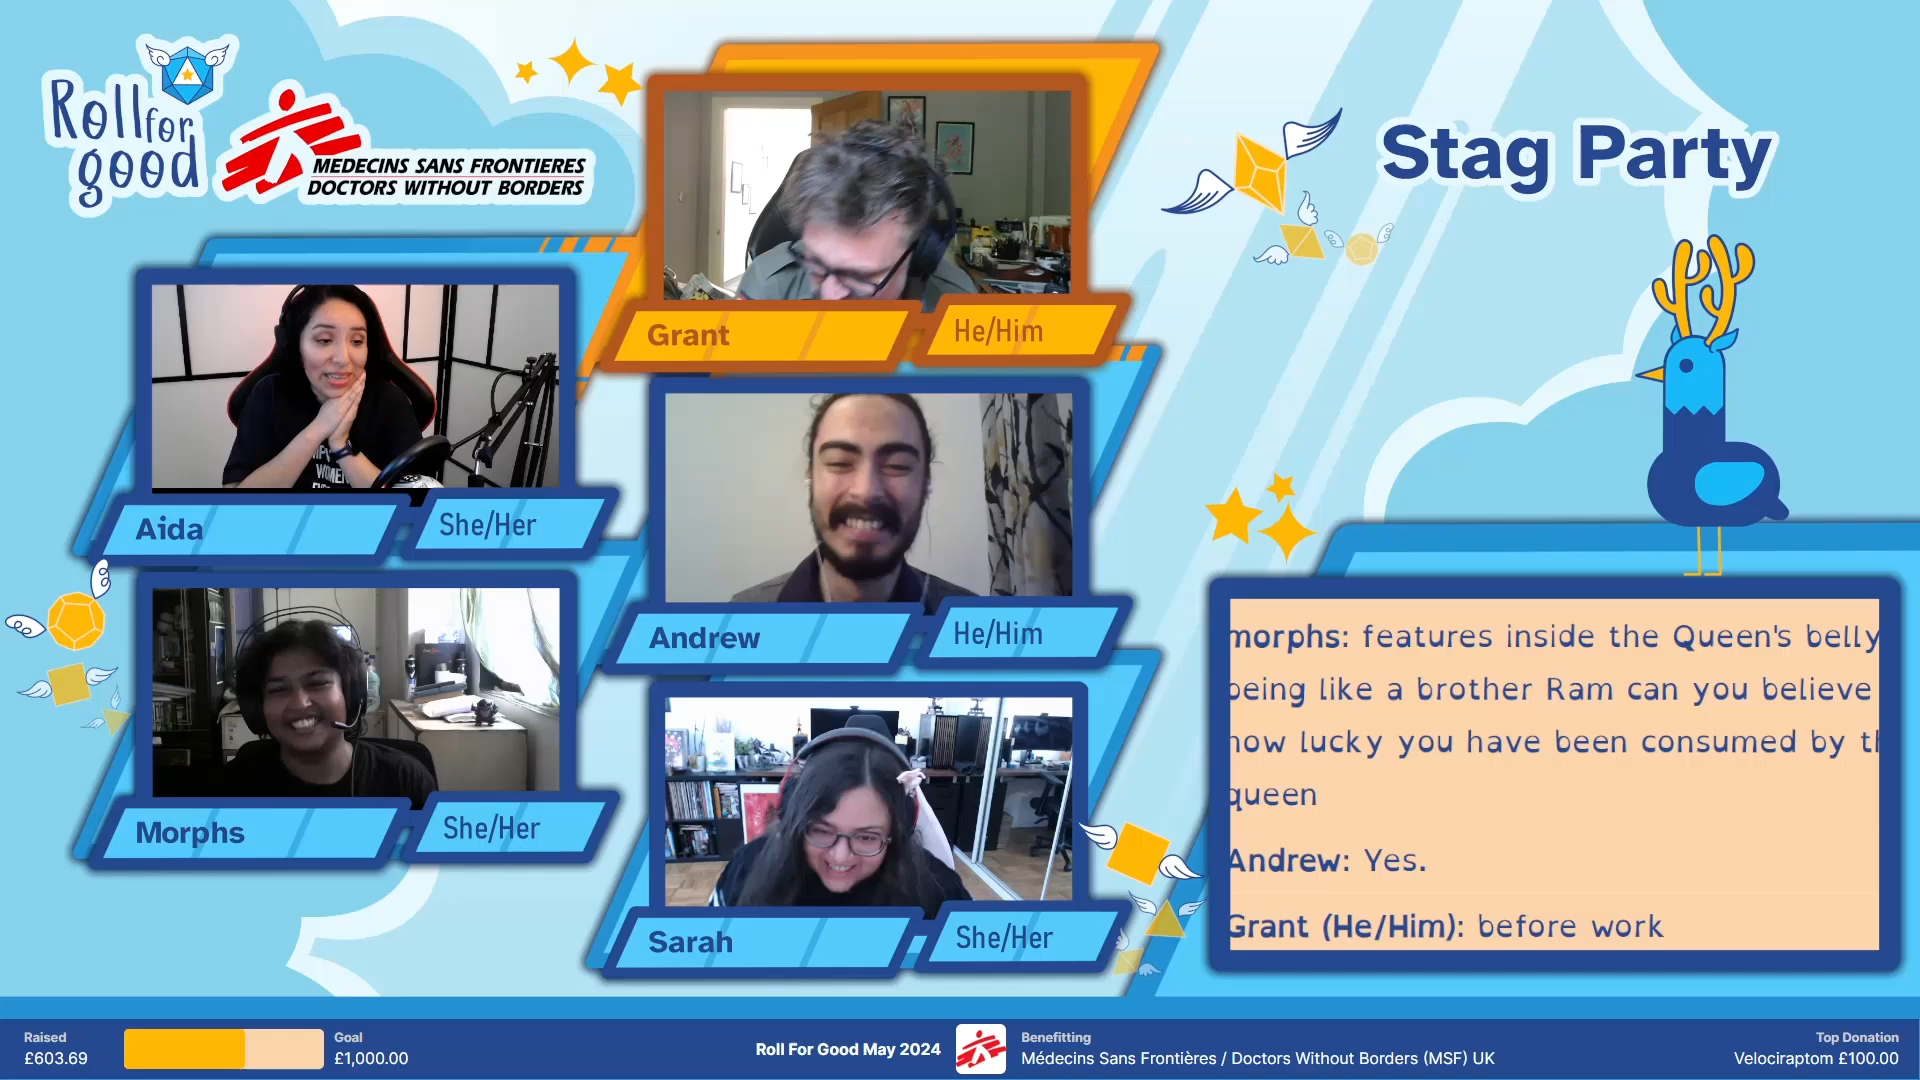 Roll for good
MEDECINS SANS FRONTIERES
DOCTORS WITHOUT BORDERS
Stag Party
Grant
He/Him
Aida
She/Her
WOMEN
Andrew
He/Him
Morphs
She/Her
Sarah
She/Her
morphs: features inside the Queen's belly
being like a brother Ram can you believe
how lucky you have been consumed by th
queen
Andrew: Yes.
Grant (He/Him): before work
Raised
£603.69
Goal
£1,000.00
Roll For Good May 2024
Benefitting
Médecins Sans Frontières / Doctors Without Borders (MSF) UK
Top Donation
Velociraptom £100.00